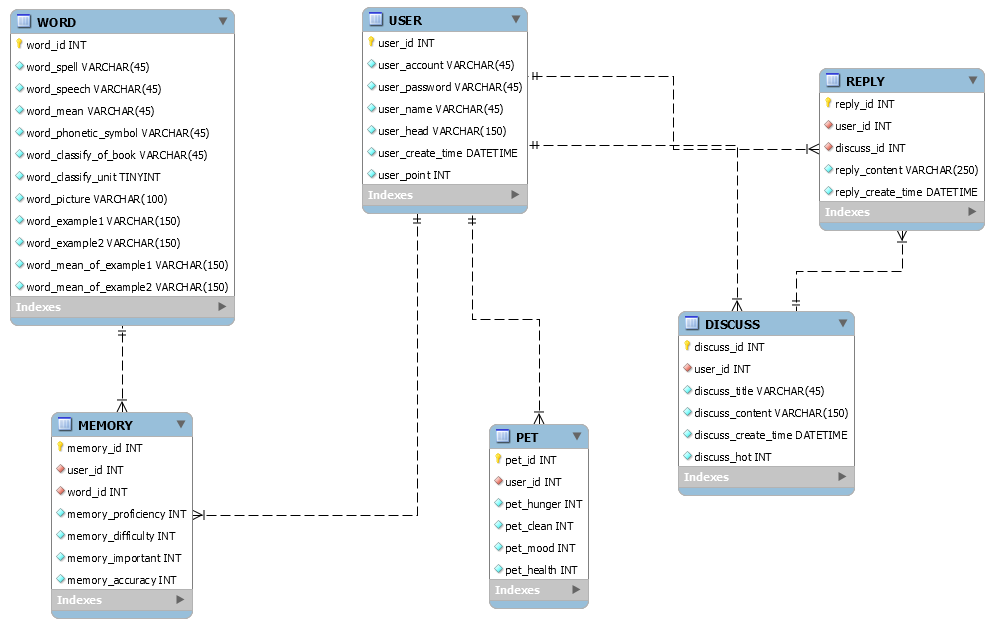 WORD
word_id INT
word_spell VARCHAR(45)
word_speech VARCHAR(45)
word_mean VARCHAR(45)
word_phonetic_symbol VARCHAR(45)
word_classify_of_book VARCHAR(45)
word_classify_unit TINYINT
word_picture VARCHAR(100)
word_example1 VARCHAR(150)
word_example2 VARCHAR(150)
word_mean_of_example1 VARCHAR(150)
word_mean_of_example2 VARCHAR(150)
Indexes
USER
user_id INT
user_account VARCHAR(45)
user_password VARCHAR(45)
user_name VARCHAR(45)
user_head VARCHAR(150)
user_create_time DATETIME
user_point INT
Indexes
REPLY
reply_id INT
user_id INT
discuss_id INT
reply_content VARCHAR(250)
reply_create_time DATETIME
Indexes
DISCUSS
discuss_id INT
user_id INT
discuss_title VARCHAR(45)
discuss_content VARCHAR(150)
discuss_create_time DATETIME
discuss_hot INT
Indexes
MEMORY
memory_id INT
user_id INT
word_id INT
memory_proficiency INT
memory_difficulty INT
memory_important INT
memory_accuracy INT
Indexes
PET
pet_id INT
user_id INT
pet_hunger INT
pet_clean INT
pet_mood INT
pet_health INT
Indexes